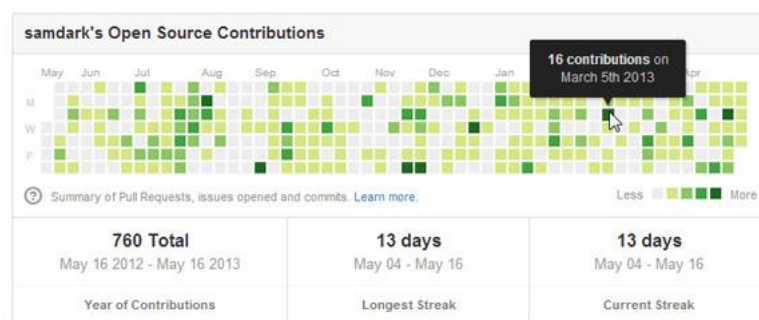 samdark's Open Source Contributions
16 contributions on
March 5th 2013
May Jun Jul Aug Sep Oct Nov Dec Jan Apr
M
W
F
Summary of Pull Requests, issues opened and commits. Learn more.
Less More
760 Total
May 16 2012 - May 16 2013
Year of Contributions
13 days
May 04 - May 16
Longest Streak
13 days
May 04 - May 16
Current Streak